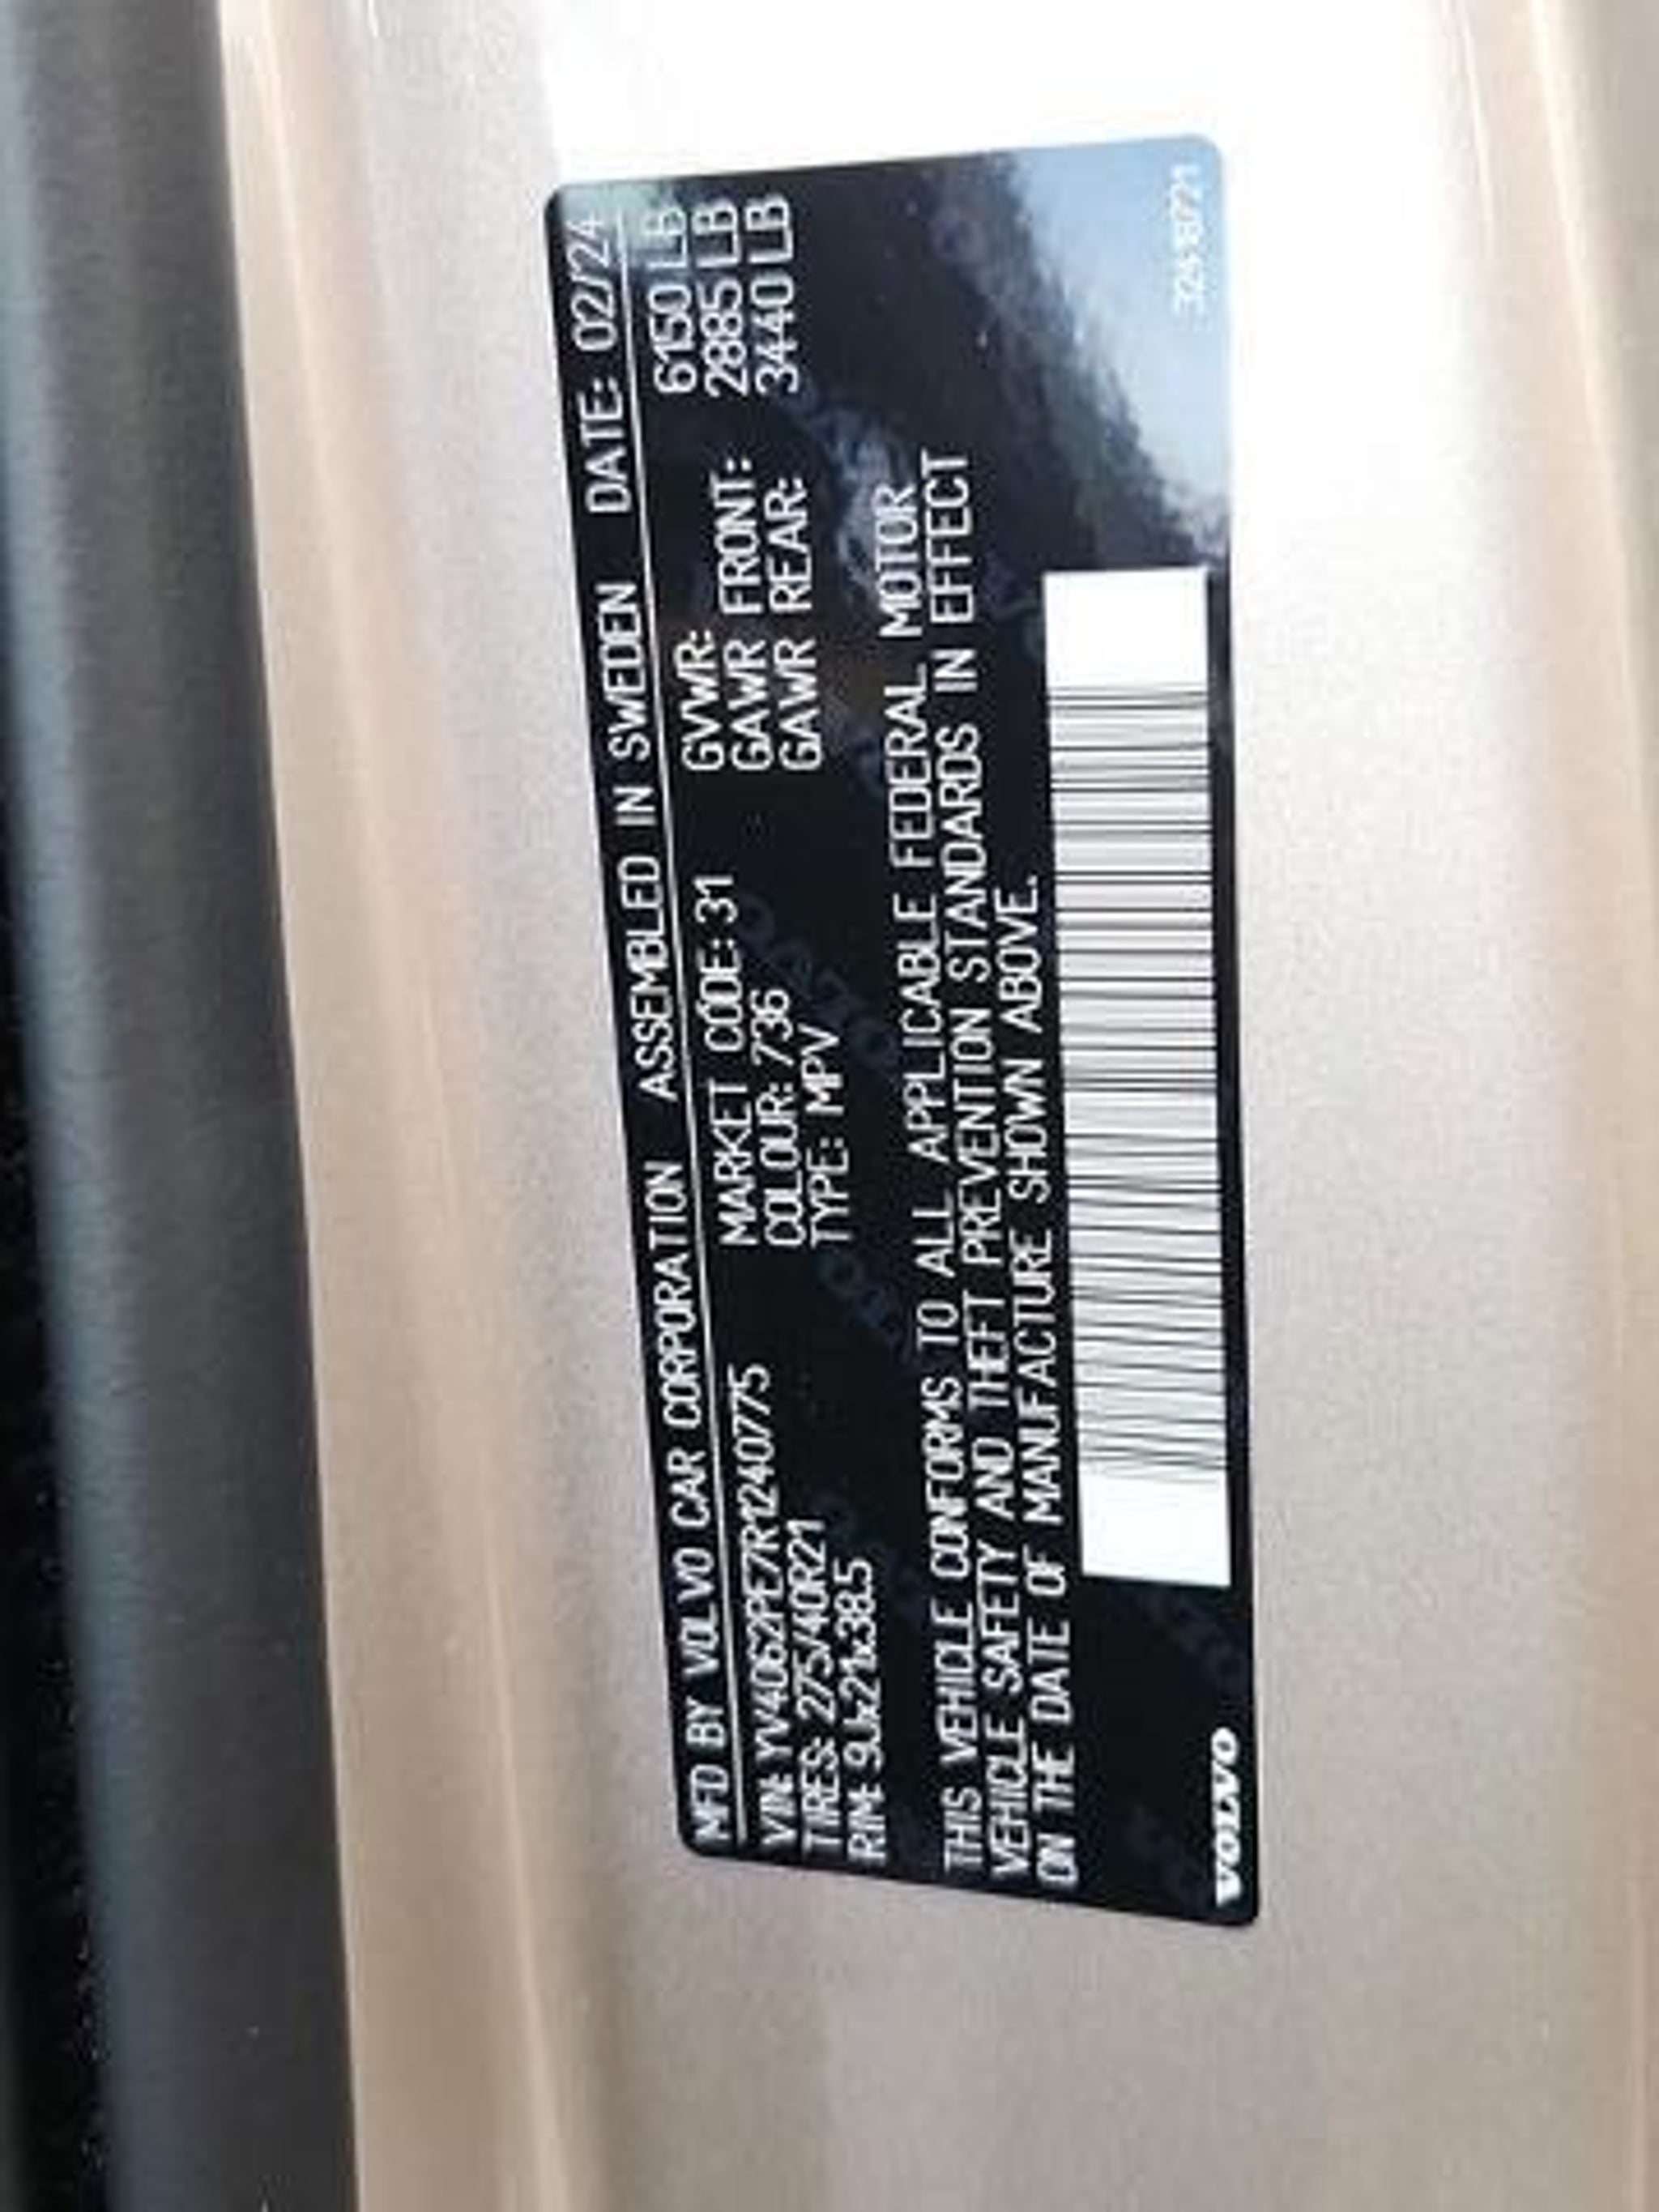 MFD BY VOLVO CAR CORPORATION ASSEMBLED IN SWEDEN DATE: 02/24
VIN: YV4062PE7R1240775 MARKET CODE: 31 GVWR: 6150 LB
TIRES: 275/40R21 COLOUR: 736 GAWR FRONT: 2885 LB
RIM: 9Jx21x38.5 TYPE: MPV GAWR REAR: 3440 LB
THIS VEHICLE CONFORMS TO ALL APPLICABLE FEDERAL MOTOR
VEHICLE SAFETY AND THEFT PREVENTION STANDARDS IN EFFECT
ON THE DATE OF MANUFACTURE SHOWN ABOVE.
VOLVO